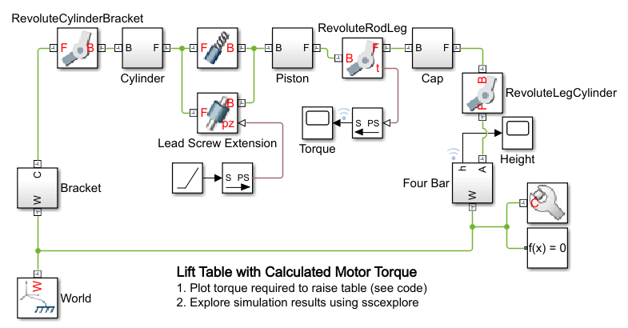 RevoluteCylinderBracket
RevoluteRodLeg
F B
B F
F B
B F
B F
t
B F
Cylinder
Piston
Cap
B
F
RevoluteLegCylinder
F B
pz
Lead Screw Extension
S PS
Torque
S PS
Height
h A
W
Four Bar
C
W
Bracket
C
f(x) = 0
W
World
Lift Table with Calculated Motor Torque
1. Plot torque required to raise table (see code)
2. Explore simulation results using sscexplore